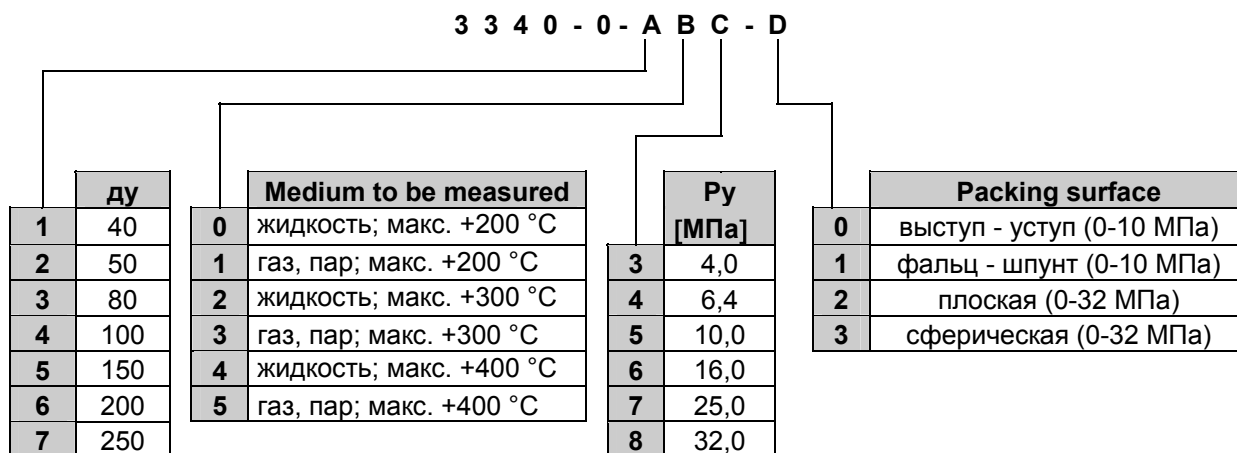 3 3 4 0 - 0 - A B C - D
ду
1 40
2 50
3 80
4 100
5 150
6 200
7 250
Medium to be measured
0 жидкость; макс. +200 °C
1 газ, пар; макс. +200 °C
2 жидкость; макс. +300 °C
3 газ, пар; макс. +300 °C
4 жидкость; макс. +400 °C
5 газ, пар; макс. +400 °C
Ру
[МПа]
3 4,0
4 6,4
5 10,0
6 16,0
7 25,0
8 32,0
Packing surface
0 выступ - уступ (0-10 МПа)
1 фальц - шпунт (0-10 МПа)
2 плоская (0-32 МПа)
3 сферическая (0-32 МПа)